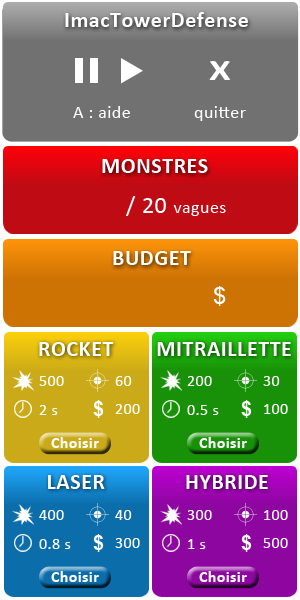 ImacTowerDefense
x
A : aide quitter
MONSTRES
/ 20 vagues
BUDGET
$
ROCKET
500 60
2 s $ 200
Choisir
MITRAILLETTE
200 30
0.5 s $ 100
Choisir
LASER
400 40
0.8 s $ 300
Choisir
HYBRIDE
300 100
1 s $ 500
Choisir